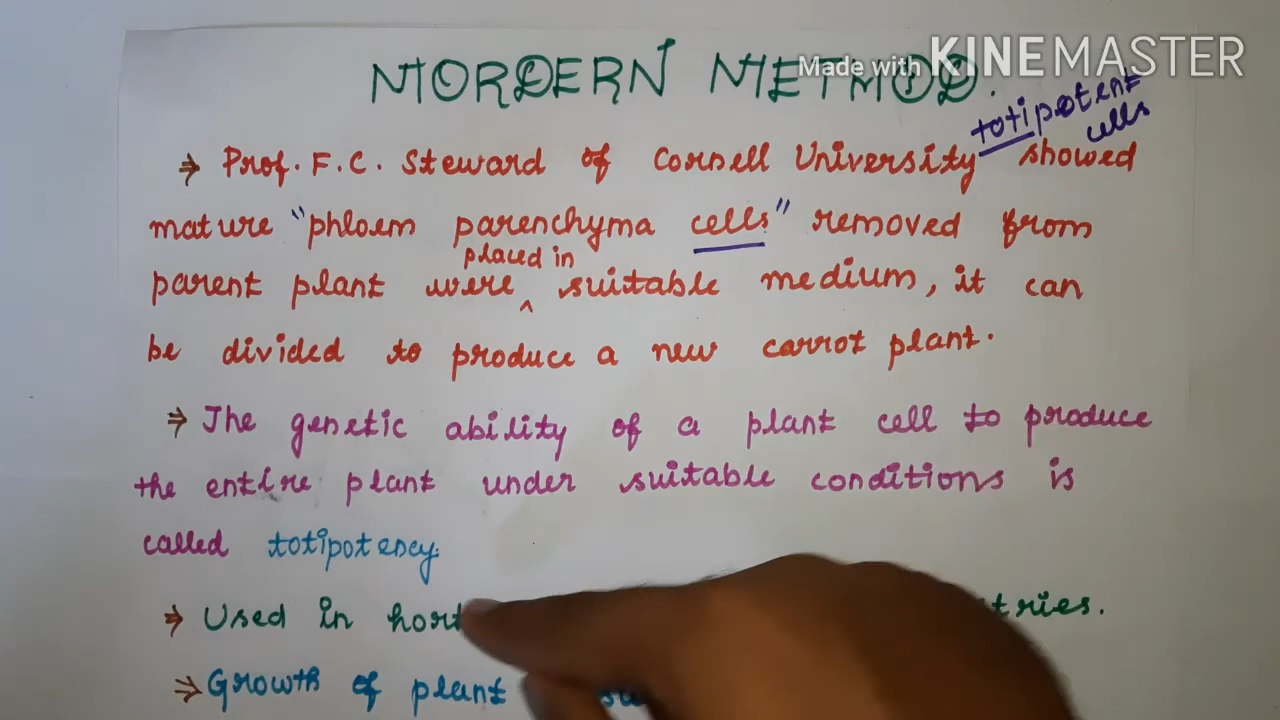 Made with KINEMASTER
MORDERN METHOD.
totipotent
cells
⇒ Prof. F.C. Steward of Cornell University showed
mature "phloem parenchyma cells" removed from
placed in
parent plant were ^ suitable medium, it can
be divided to produce a new carrot plant.
⇒ The genetic ability of a plant cell to produce
the entire plant under suitable conditions is
called totipotency.
⇒ Used in
⇒ Growth of plant